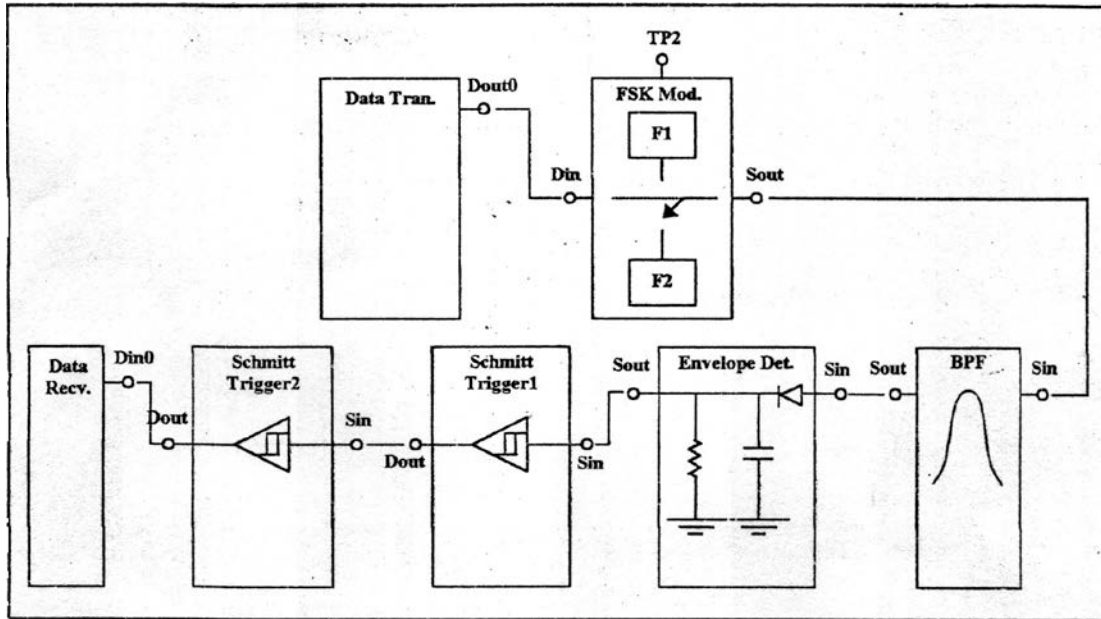 TP2
Data Tran.
Dout0
FSK Mod.
F1
Din
Sout
F2
Data
Recv.
Din0
Dout
Schmitt
Trigger2
Sin
Dout
Schmitt
Trigger1
Sin
Sout
Envelope Det.
Sin
Sout
BPF
Sin